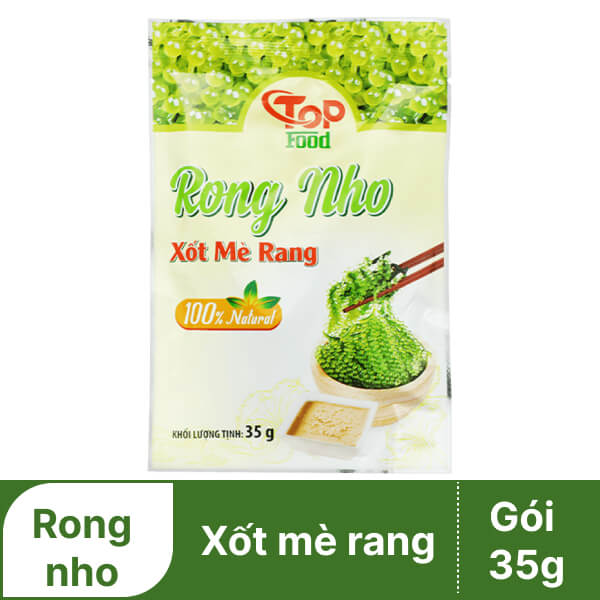 TOP
Food
Rong Nho
Xốt Mè Rang
100% Natural
KHỐI LƯỢNG TỊNH: 35 g
Rong nho
Xốt mè rang
Gói 35g